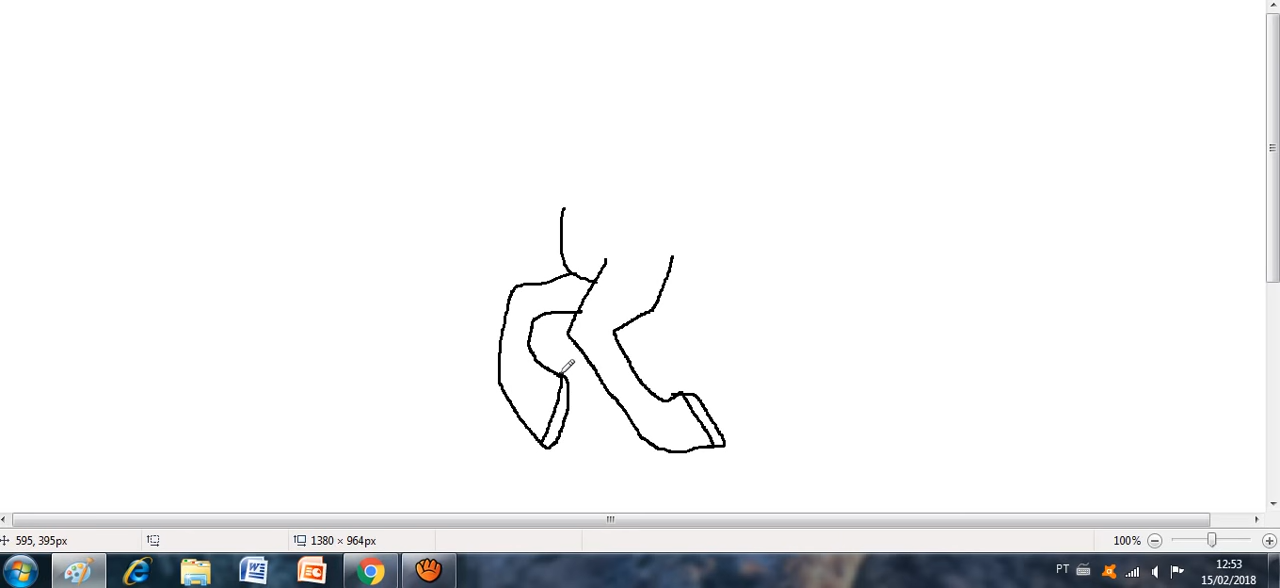 595, 395px
1380 × 964px
100%
PT
12:53
15/02/2018